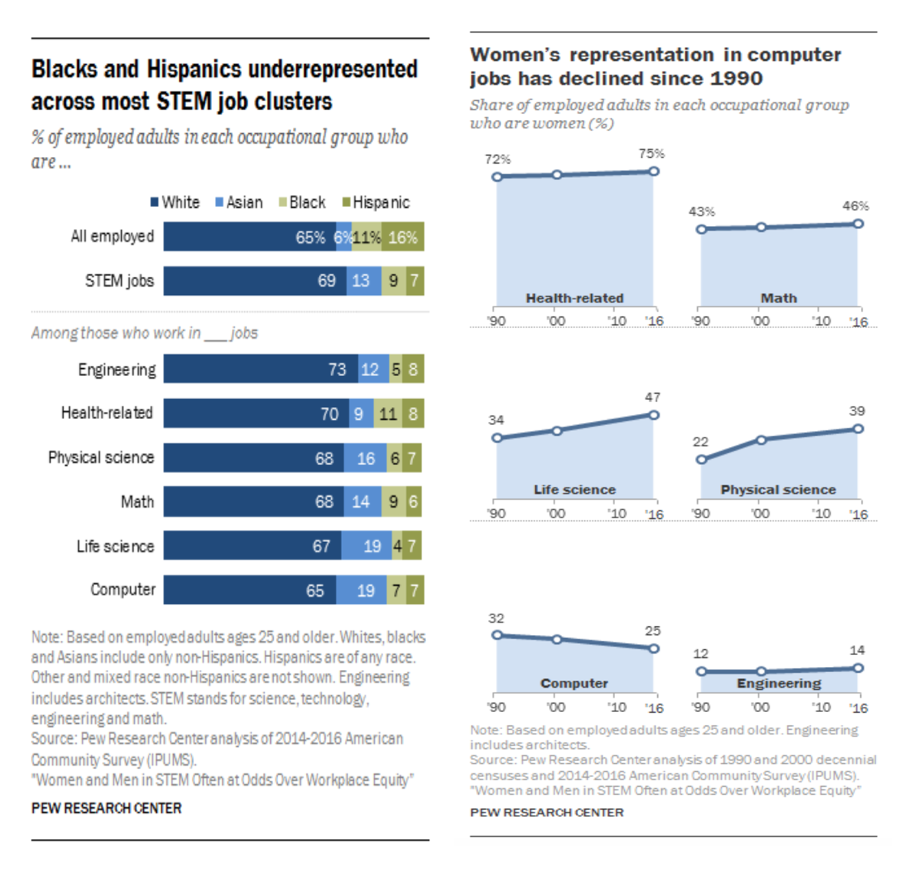 Blacks and Hispanics underrepresented
across most STEM job clusters
% of employed adults in each occupational group who
are ...
White Asian Black Hispanic
All employed 65% 6% 11% 16%
STEM jobs 69 13 9 7
Among those who work in ___ jobs
Engineering 73 12 5 8
Health-related 70 9 11 8
Physical science 68 16 6 7
Math 68 14 9 6
Life science 67 19 4 7
Computer 65 19 7 7
Note: Based on employed adults ages 25 and older. Whites, blacks
and Asians include only non-Hispanics. Hispanics are of any race.
Other and mixed race non-Hispanics are not shown. Engineering
includes architects. STEM stands for science, technology,
engineering and math.
Source: Pew Research Center analysis of 2014-2016 American
Community Survey (IPUMS).
"Women and Men in STEM Often at Odds Over Workplace Equity"
PEW RESEARCH CENTER
Women's representation in computer
jobs has declined since 1990
Share of employed adults in each occupational group
who are women (%)
72% 75%
Health-related
'90 '00 '10 '16
43% 46%
Math
'90 '00 '10 '16
34 47
Life science
'90 '00 '10 '16
22 39
Physical science
'90 '00 '10 '16
32 25
Computer
'90 '00 '10 '16
12 14
Engineering
'90 '00 '10 '16
Note: Based on employed adults ages 25 and older. Engineering
includes architects.
Source: Pew Research Center analysis of 1990 and 2000 decennial
censuses and 2014-2016 American Community Survey (IPUMS).
"Women and Men in STEM Often at Odds Over Workplace Equity"
PEW RESEARCH CENTER